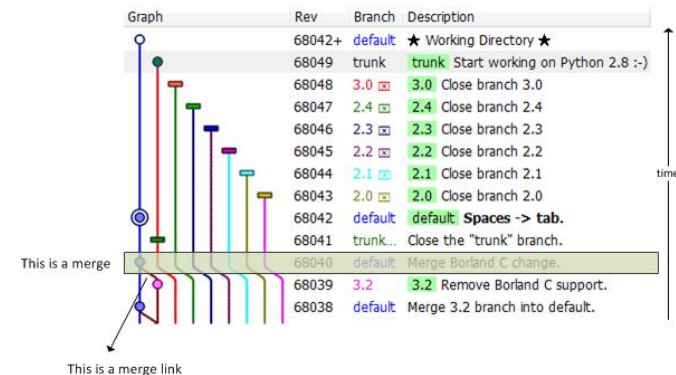 Graph Rev Branch Description
68042+ default ★ Working Directory ★
68049 trunk trunk Start working on Python 2.8 :-)
68048 3.0 3.0 Close branch 3.0
68047 2.4 2.4 Close branch 2.4
68046 2.3 2.3 Close branch 2.3
68045 2.2 2.2 Close branch 2.2
68044 2.1 2.1 Close branch 2.1
68043 2.0 2.0 Close branch 2.0
68042 default default Spaces -> tab.
68041 trunk... Close the "trunk" branch.
68040 default Merge Borland C change.
68039 3.2 3.2 Remove Borland C support.
68038 default Merge 3.2 branch into default.
time
This is a merge
This is a merge link